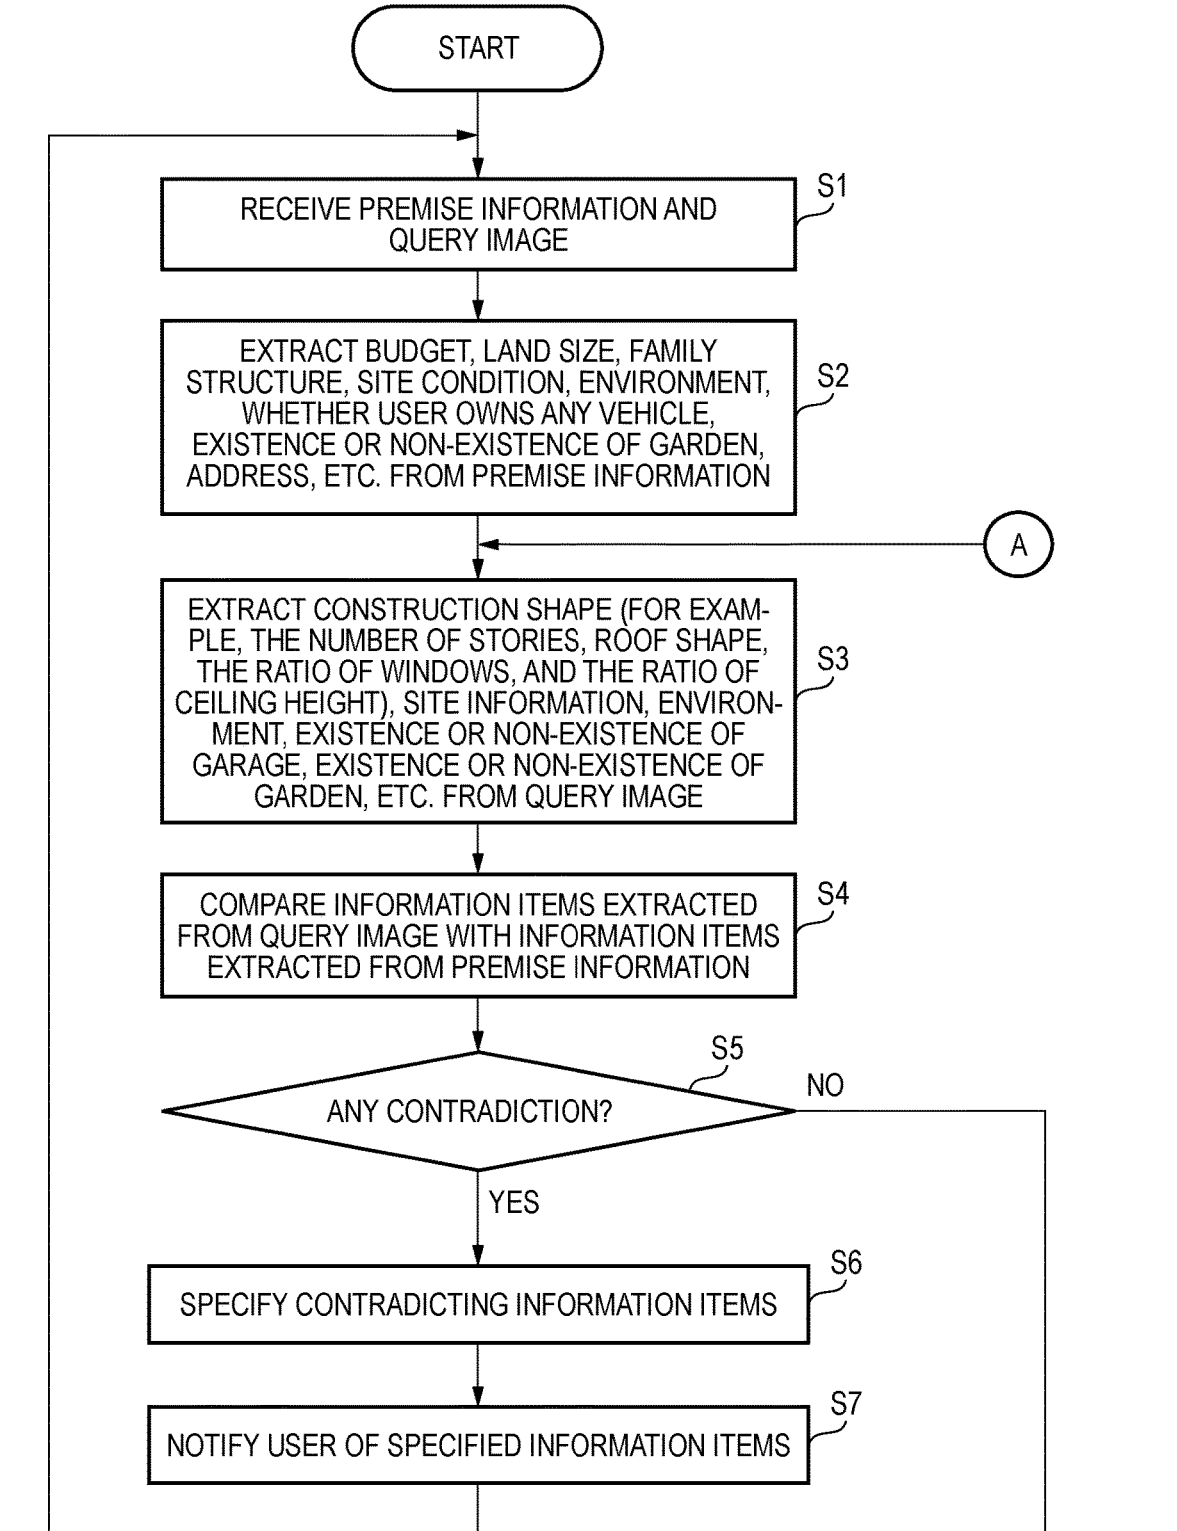 START
S1
RECEIVE PREMISE INFORMATION AND
QUERY IMAGE
S2
EXTRACT BUDGET, LAND SIZE, FAMILY
STRUCTURE, SITE CONDITION, ENVIRONMENT,
WHETHER USER OWNS ANY VEHICLE,
EXISTENCE OR NON-EXISTENCE OF GARDEN,
ADDRESS, ETC. FROM PREMISE INFORMATION
A
S3
EXTRACT CONSTRUCTION SHAPE (FOR EXAM-
PLE, THE NUMBER OF STORIES, ROOF SHAPE,
THE RATIO OF WINDOWS, AND THE RATIO OF
CEILING HEIGHT), SITE INFORMATION, ENVIRON-
MENT, EXISTENCE OR NON-EXISTENCE OF
GARAGE, EXISTENCE OR NON-EXISTENCE OF
GARDEN, ETC. FROM QUERY IMAGE
S4
COMPARE INFORMATION ITEMS EXTRACTED
FROM QUERY IMAGE WITH INFORMATION ITEMS
EXTRACTED FROM PREMISE INFORMATION
S5
NO
ANY CONTRADICTION?
YES
S6
SPECIFY CONTRADICTING INFORMATION ITEMS
S7
NOTIFY USER OF SPECIFIED INFORMATION ITEMS